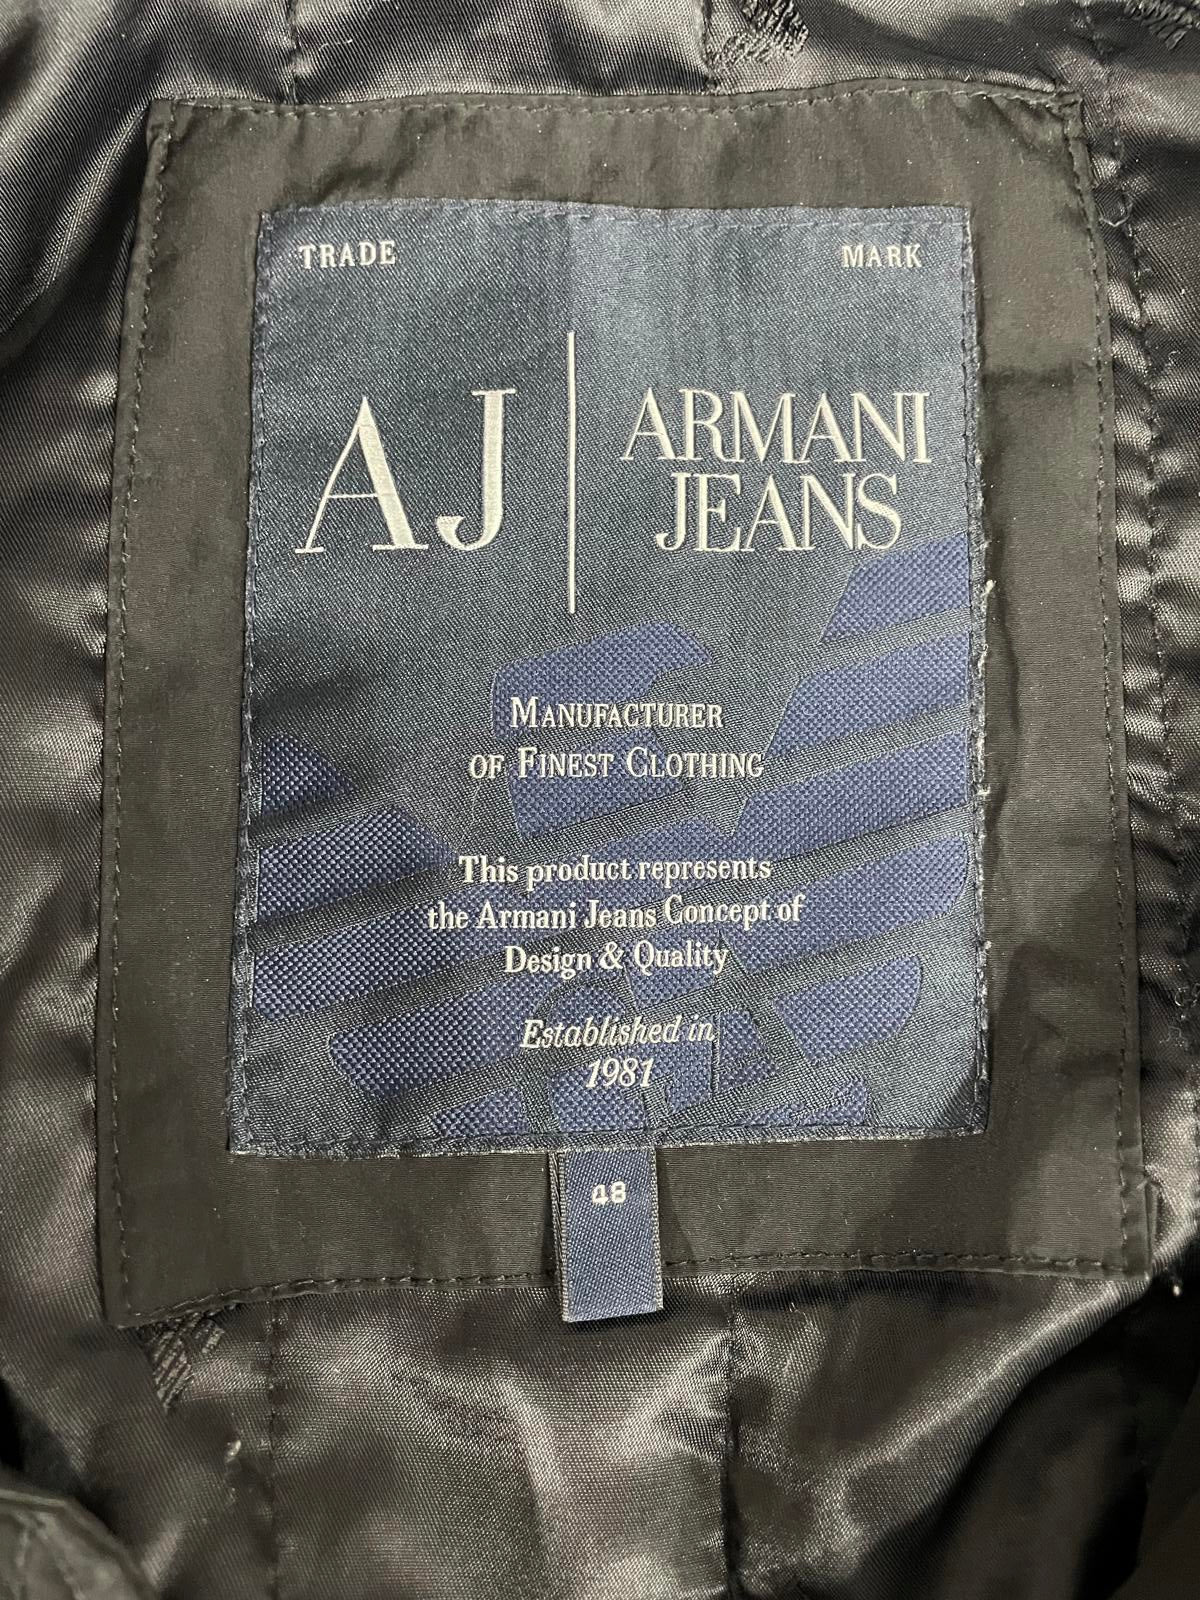 TRADE MARK
AJ ARMANI
JEANS
MANUFACTURER
OF FINEST CLOTHING
This product represents
the Armani Jeans Concept of
Design & Quality
Established in
1981
48